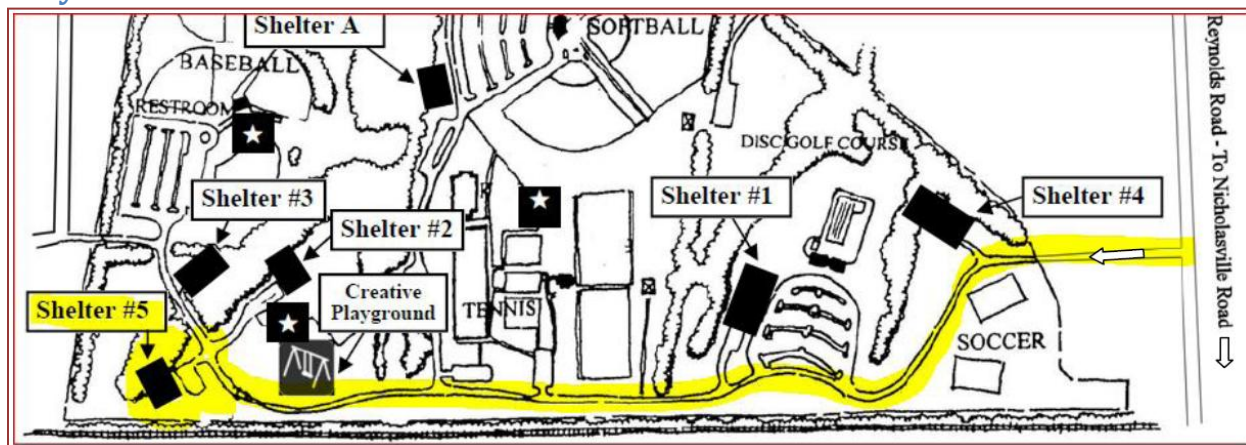 Shelter A
SOFTBALL
BASEBALL
RESTROOM
DISC GOLF COURSE
Shelter #3
Shelter #2
Shelter #1
Shelter #4
Shelter #5
Creative
Playground
TENNIS
SOCCER
Reynolds Road - To Nicholasville Road